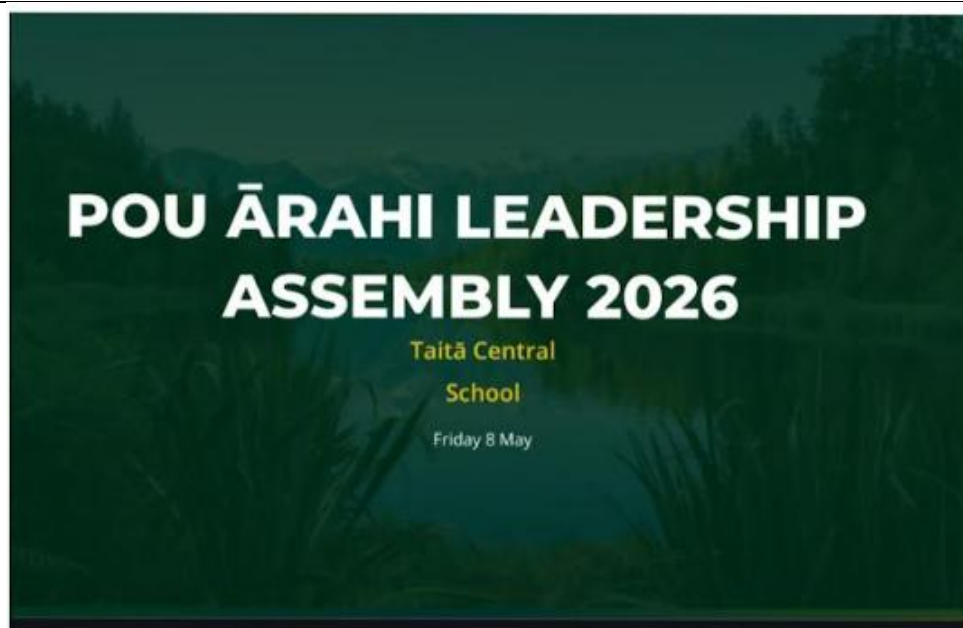 POU ĀRAHI LEADERSHIP
ASSEMBLY 2026
Taitā Central
School
Friday 8 May